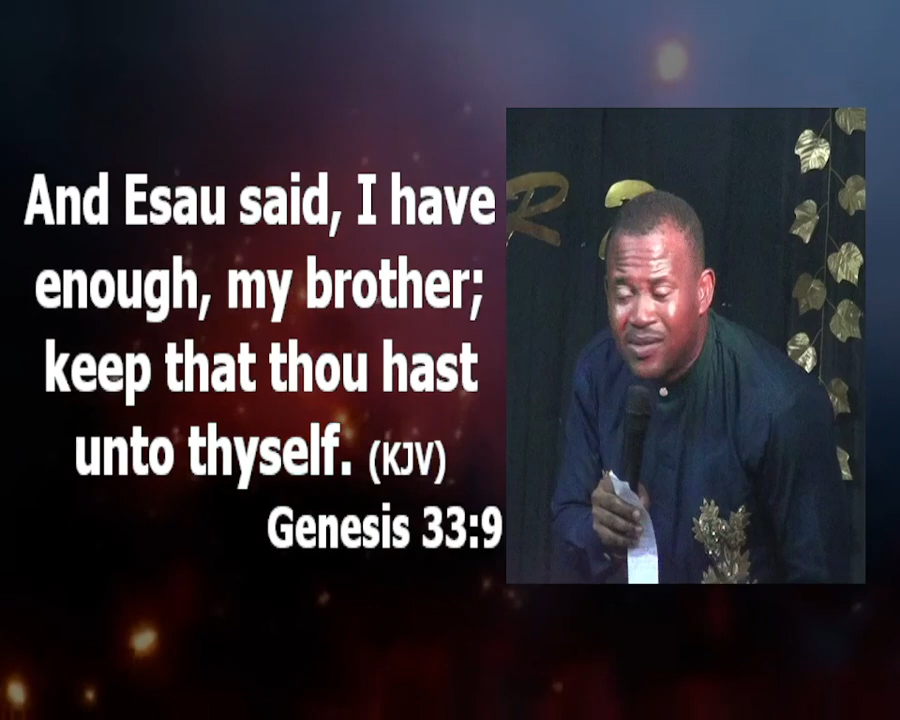 And Esau said, I have
enough, my brother;
keep that thou hast
unto thyself. (KJV)
Genesis 33:9
R